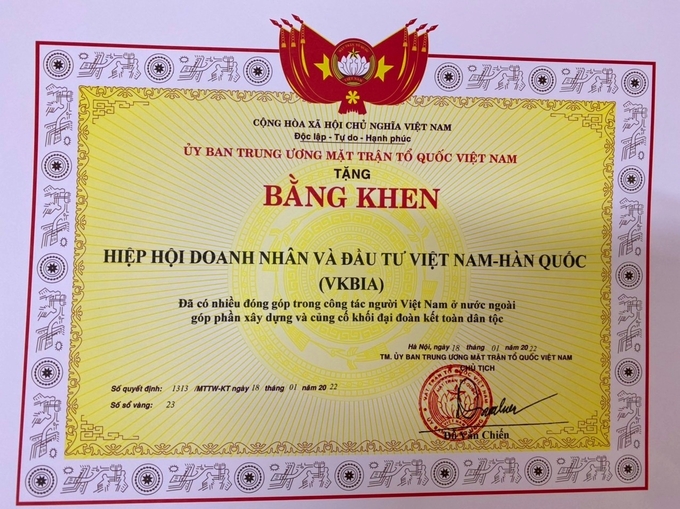 CỘNG HÒA XÃ HỘI CHỦ NGHĨA VIỆT NAM
Độc lập - Tự do - Hạnh phúc
ỦY BAN TRUNG ƯƠNG MẶT TRẬN TỔ QUỐC VIỆT NAM
TẶNG
BẰNG KHEN
HIỆP HỘI DOANH NHÂN VÀ ĐẦU TƯ VIỆT NAM-HÀN QUỐC
(VKBIA)
Đã có nhiều đóng góp trong công tác người Việt Nam ở nước ngoài
góp phần xây dựng và củng cố khối đại đoàn kết toàn dân tộc
Hà Nội, ngày 18 tháng 01 năm 2022
TM. ỦY BAN TRUNG ƯƠNG MẶT TRẬN TỔ QUỐC VIỆT NAM
CHỦ TỊCH
Số quyết định: 1313 /MTTW-KT ngày 18 tháng 01 năm 2022
Số sổ vàng: 23
Đỗ Văn Chiến